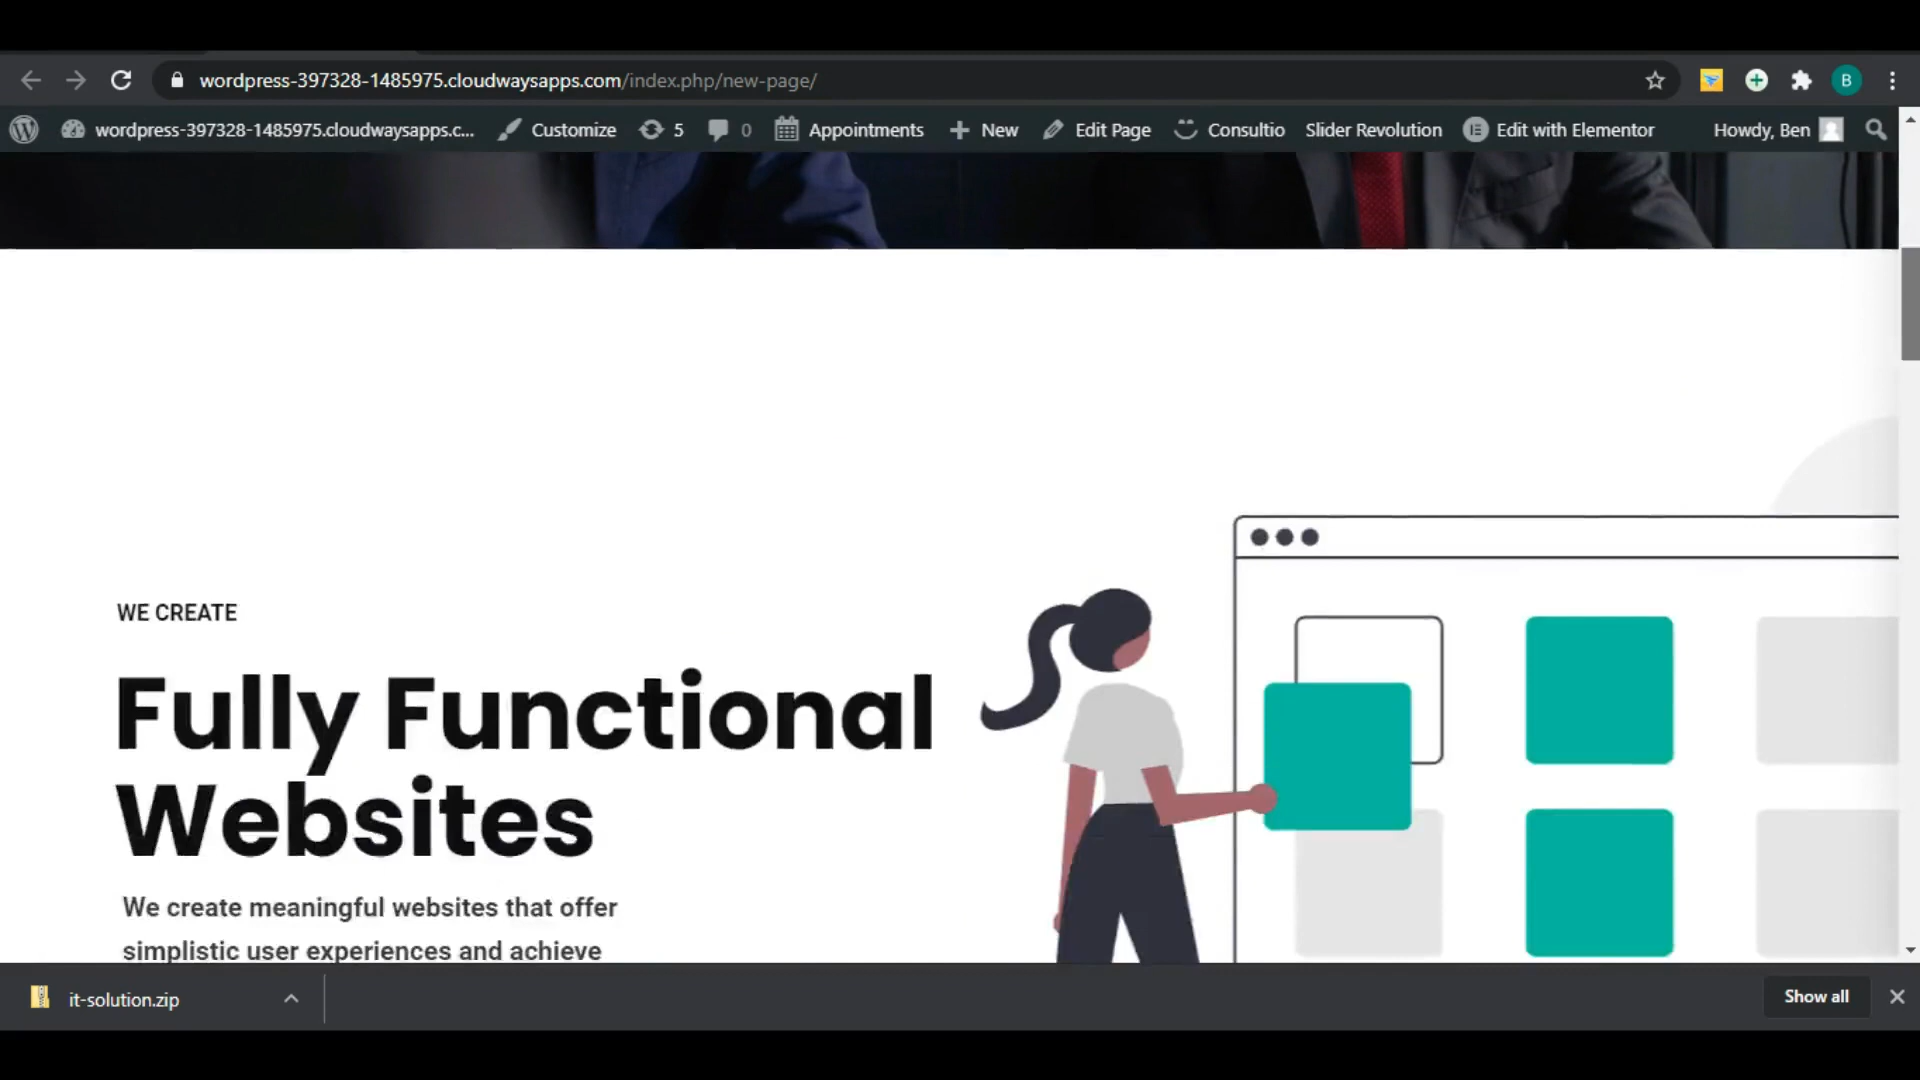 wordpress-397328-1485975.cloudwaysapps.com/index.php/new-page/
B
wordpress-397328-1485975.cloudwaysapps.c... Customize 5 0 Appointments New Edit Page Consultio Slider Revolution Edit with Elementor Howdy, Ben
WE CREATE
Fully Functional
Websites
We create meaningful websites that offer
simplistic user experiences and achieve
it-solution.zip
Show all